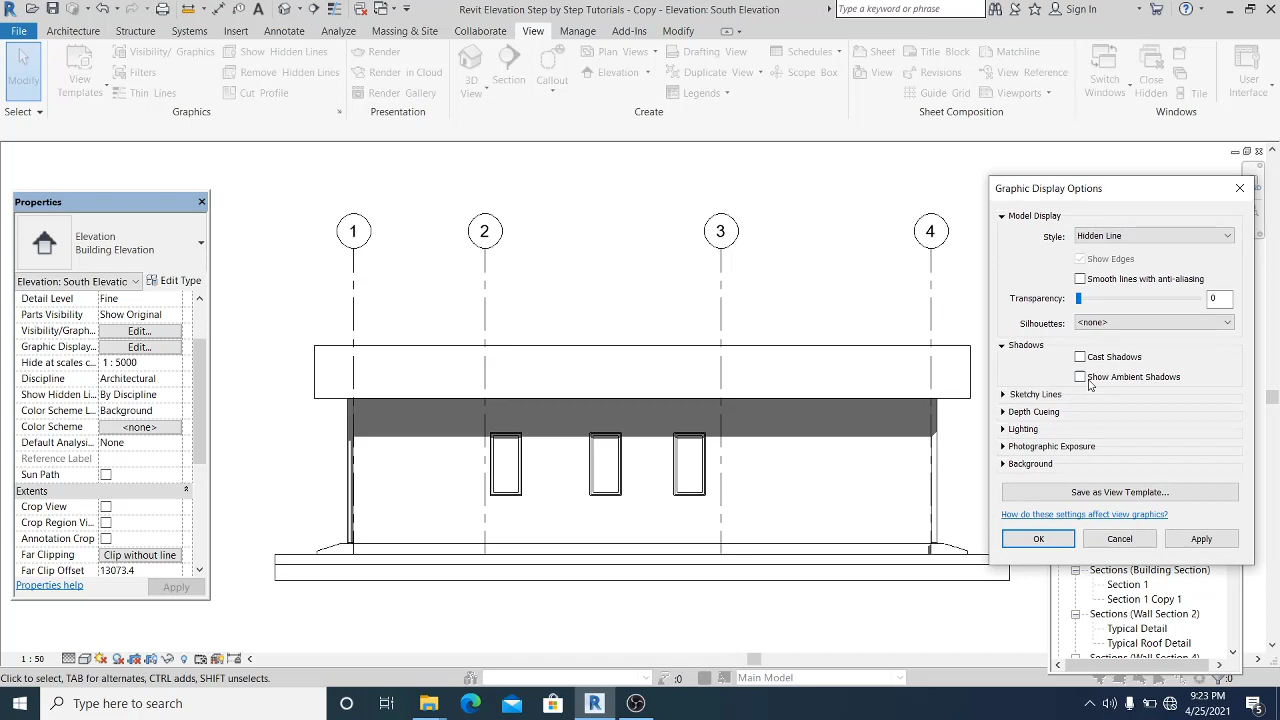 Revit Elevation Step by Step Tutorials - Copy - Elevation: South Elevation
Type a keyword or phrase
Sign In
File Architecture Structure Systems Insert Annotate Analyze Massing & Site Collaborate View Manage Add-Ins Modify
Visibility/ Graphics Show Hidden Lines Render Plan Views Drafting View Schedules Sheet Title Block Matchline
Filters Remove Hidden Lines Render in Cloud Elevation Duplicate View Scope Box View Revisions View Reference
Thin Lines Cut Profile Render Gallery Legends Guide Grid Viewports
Modify
View
Templates
3D
View
Section
Callout
Switch
Windows
Close
Hidden
Tile
User
Interface
Select Graphics Presentation Create Sheet Composition Windows
Properties
Elevation
Building Elevation
Elevation: South Elevatic Edit Type
Detail Level Fine
Parts Visibility Show Original
Visibility/Graph... Edit...
Graphic Display... Edit...
Hide at scales c... 1 : 5000
Discipline Architectural
Show Hidden Li... By Discipline
Color Scheme L... Background
Color Scheme <none>
Default Analysi... None
Reference Label
Sun Path
Extents
Crop View
Crop Region Vi...
Annotation Crop
Far Clipping Clip without line
Far Clip Offset 13073.4
Properties help Apply
1 2 3 4
Graphic Display Options
Model Display
Style: Hidden Line
Show Edges
Smooth lines with anti-aliasing
Transparency: 0
Silhouettes: <none>
Shadows
Cast Shadows
Show Ambient Shadows
Sketchy Lines
Depth Cueing
Lighting
Photographic Exposure
Background
Save as View Template...
How do these settings affect view graphics?
OK Cancel Apply
Sections (Building Section)
Section 1
Section 1 Copy 1
Sections (Wall Section 2)
Typical Detail
Typical Roof Detail
1 : 50
Click to select, TAB for alternates, CTRL adds, SHIFT unselects. :0 Main Model :0
Type here to search
9:23 PM
4/25/2021